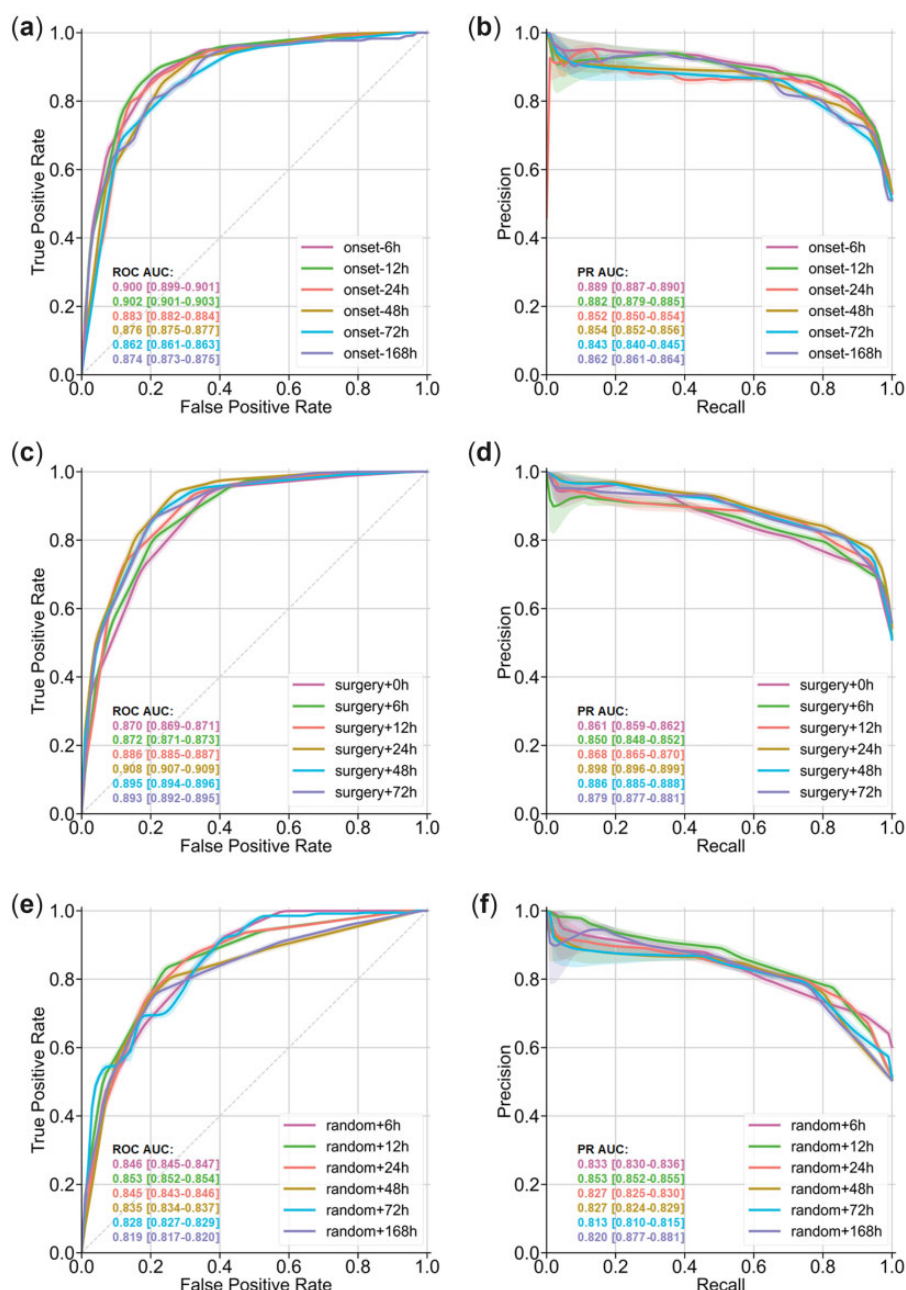 (a)
1.0
0.8
0.6
0.4
0.2
0.0
True Positive Rate
ROC AUC:
0.900 [0.899-0.901]
0.902 [0.901-0.903]
0.883 [0.882-0.884]
0.876 [0.875-0.877]
0.862 [0.861-0.863]
0.874 [0.873-0.875]
onset-6h
onset-12h
onset-24h
onset-48h
onset-72h
onset-168h
0.0 0.2 0.4 0.6 0.8 1.0
False Positive Rate
(b)
1.0
0.8
0.6
0.4
0.2
0.0
Precision
PR AUC:
0.889 [0.887-0.890]
0.882 [0.879-0.885]
0.852 [0.850-0.854]
0.854 [0.852-0.856]
0.843 [0.840-0.845]
0.862 [0.861-0.864]
onset-6h
onset-12h
onset-24h
onset-48h
onset-72h
onset-168h
0.0 0.2 0.4 0.6 0.8 1.0
Recall
(c)
1.0
0.8
0.6
0.4
0.2
0.0
True Positive Rate
ROC AUC:
0.870 [0.869-0.871]
0.872 [0.871-0.873]
0.886 [0.885-0.887]
0.908 [0.907-0.909]
0.895 [0.894-0.896]
0.893 [0.892-0.895]
surgery+0h
surgery+6h
surgery+12h
surgery+24h
surgery+48h
surgery+72h
0.0 0.2 0.4 0.6 0.8 1.0
False Positive Rate
(d)
1.0
0.8
0.6
0.4
0.2
0.0
Precision
PR AUC:
0.861 [0.859-0.862]
0.850 [0.848-0.852]
0.868 [0.865-0.870]
0.898 [0.896-0.899]
0.886 [0.885-0.888]
0.879 [0.877-0.881]
surgery+0h
surgery+6h
surgery+12h
surgery+24h
surgery+48h
surgery+72h
0.0 0.2 0.4 0.6 0.8 1.0
Recall
(e)
1.0
0.8
0.6
0.4
0.2
0.0
True Positive Rate
ROC AUC:
0.846 [0.845-0.847]
0.853 [0.852-0.854]
0.845 [0.843-0.846]
0.835 [0.834-0.837]
0.828 [0.827-0.829]
0.819 [0.817-0.820]
random+6h
random+12h
random+24h
random+48h
random+72h
random+168h
0.0 0.2 0.4 0.6 0.8 1.0
False Positive Rate
(f)
1.0
0.8
0.6
0.4
0.2
0.0
Precision
PR AUC:
0.833 [0.830-0.836]
0.853 [0.852-0.855]
0.827 [0.825-0.830]
0.827 [0.824-0.829]
0.813 [0.810-0.815]
0.820 [0.877-0.881]
random+6h
random+12h
random+24h
random+48h
random+72h
random+168h
0.0 0.2 0.4 0.6 0.8 1.0
Recall